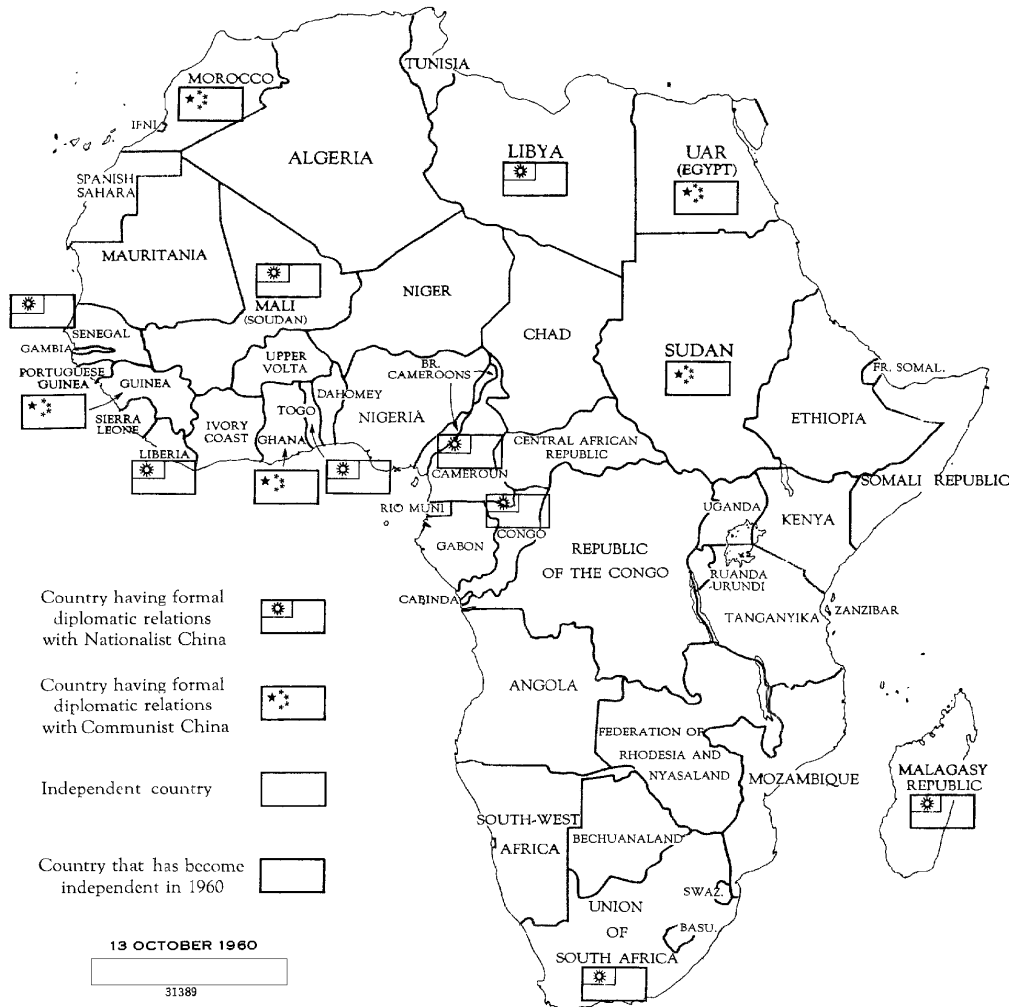 TUNISIA
MOROCCO
IFNI
ALGERIA
LIBYA
UAR
(EGYPT)
SPANISH
SAHARA
MAURITANIA
MALI
(SOUDAN)
NIGER
CHAD
SUDAN
SENEGAL
GAMBIA
PORTUGUESE
GUINEA
GUINEA
SIERRA
LEONE
LIBERIA
IVORY
COAST
UPPER
VOLTA
GHANA
TOGO
DAHOMEY
NIGERIA
BR.
CAMEROONS
CAMEROUN
CENTRAL AFRICAN
REPUBLIC
FR. SOMAL.
ETHIOPIA
SOMALI REPUBLIC
RIO MUNI
GABON
CONGO
CABINDA
REPUBLIC
OF THE CONGO
UGANDA
KENYA
RUANDA
URUNDI
TANGANYIKA
ZANZIBAR
ANGOLA
FEDERATION OF
RHODESIA AND
NYASALAND
MOZAMBIQUE
MALAGASY
REPUBLIC
SOUTH-WEST
AFRICA
BECHUANALAND
SWAZ.
BASU.
UNION
OF
SOUTH AFRICA
Country having formal
diplomatic relations
with Nationalist China
Country having formal
diplomatic relations
with Communist China
Independent country
Country that has become
independent in 1960
13 OCTOBER 1960
31389